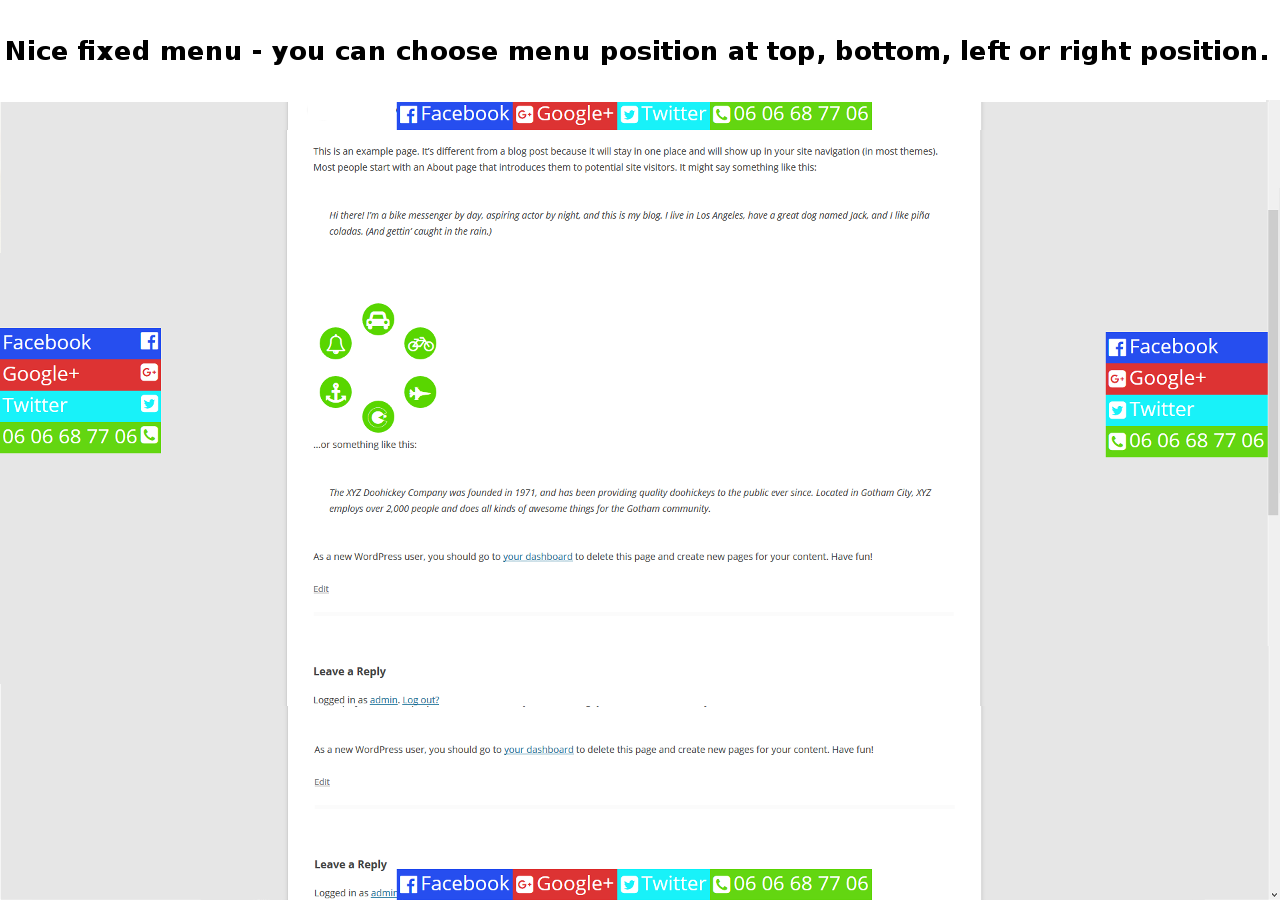 Nice fixed menu - you can choose menu position at top, bottom, left or right position.
Facebook Google+ Twitter 06 06 68 77 06
This is an example page. It's different from a blog post because it will stay in one place and will show up in your site navigation (in most themes).
Most people start with an About page that introduces them to potential site visitors. It might say something like this:
Hi there! I'm a bike messenger by day, aspiring actor by night, and this is my blog. I live in Los Angeles, have a great dog named Jack, and I like piña
coladas. (And gettin' caught in the rain.)
Facebook
Google+
Twitter
06 06 68 77 06
Facebook
Google+
Twitter
06 06 68 77 06
...or something like this:
The XYZ Doohickey Company was founded in 1971, and has been providing quality doohickeys to the public ever since. Located in Gotham City, XYZ
employs over 2,000 people and does all kinds of awesome things for the Gotham community.
As a new WordPress user, you should go to your dashboard to delete this page and create new pages for your content. Have fun!
Edit
Leave a Reply
Logged in as admin. Log out?
As a new WordPress user, you should go to your dashboard to delete this page and create new pages for your content. Have fun!
Edit
Leave a Reply
Logged in as admin
Facebook Google+ Twitter 06 06 68 77 06